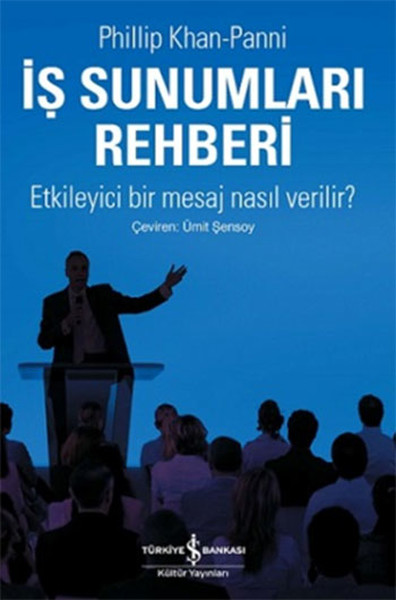 Phillip Khan-Panni
İŞ SUNUMLARI
REHBERİ
Etkileyici bir mesaj nasıl verilir?
Çeviren: Ümit Şensoy
TÜRKİYE İŞ BANKASI
Kültür Yayınları